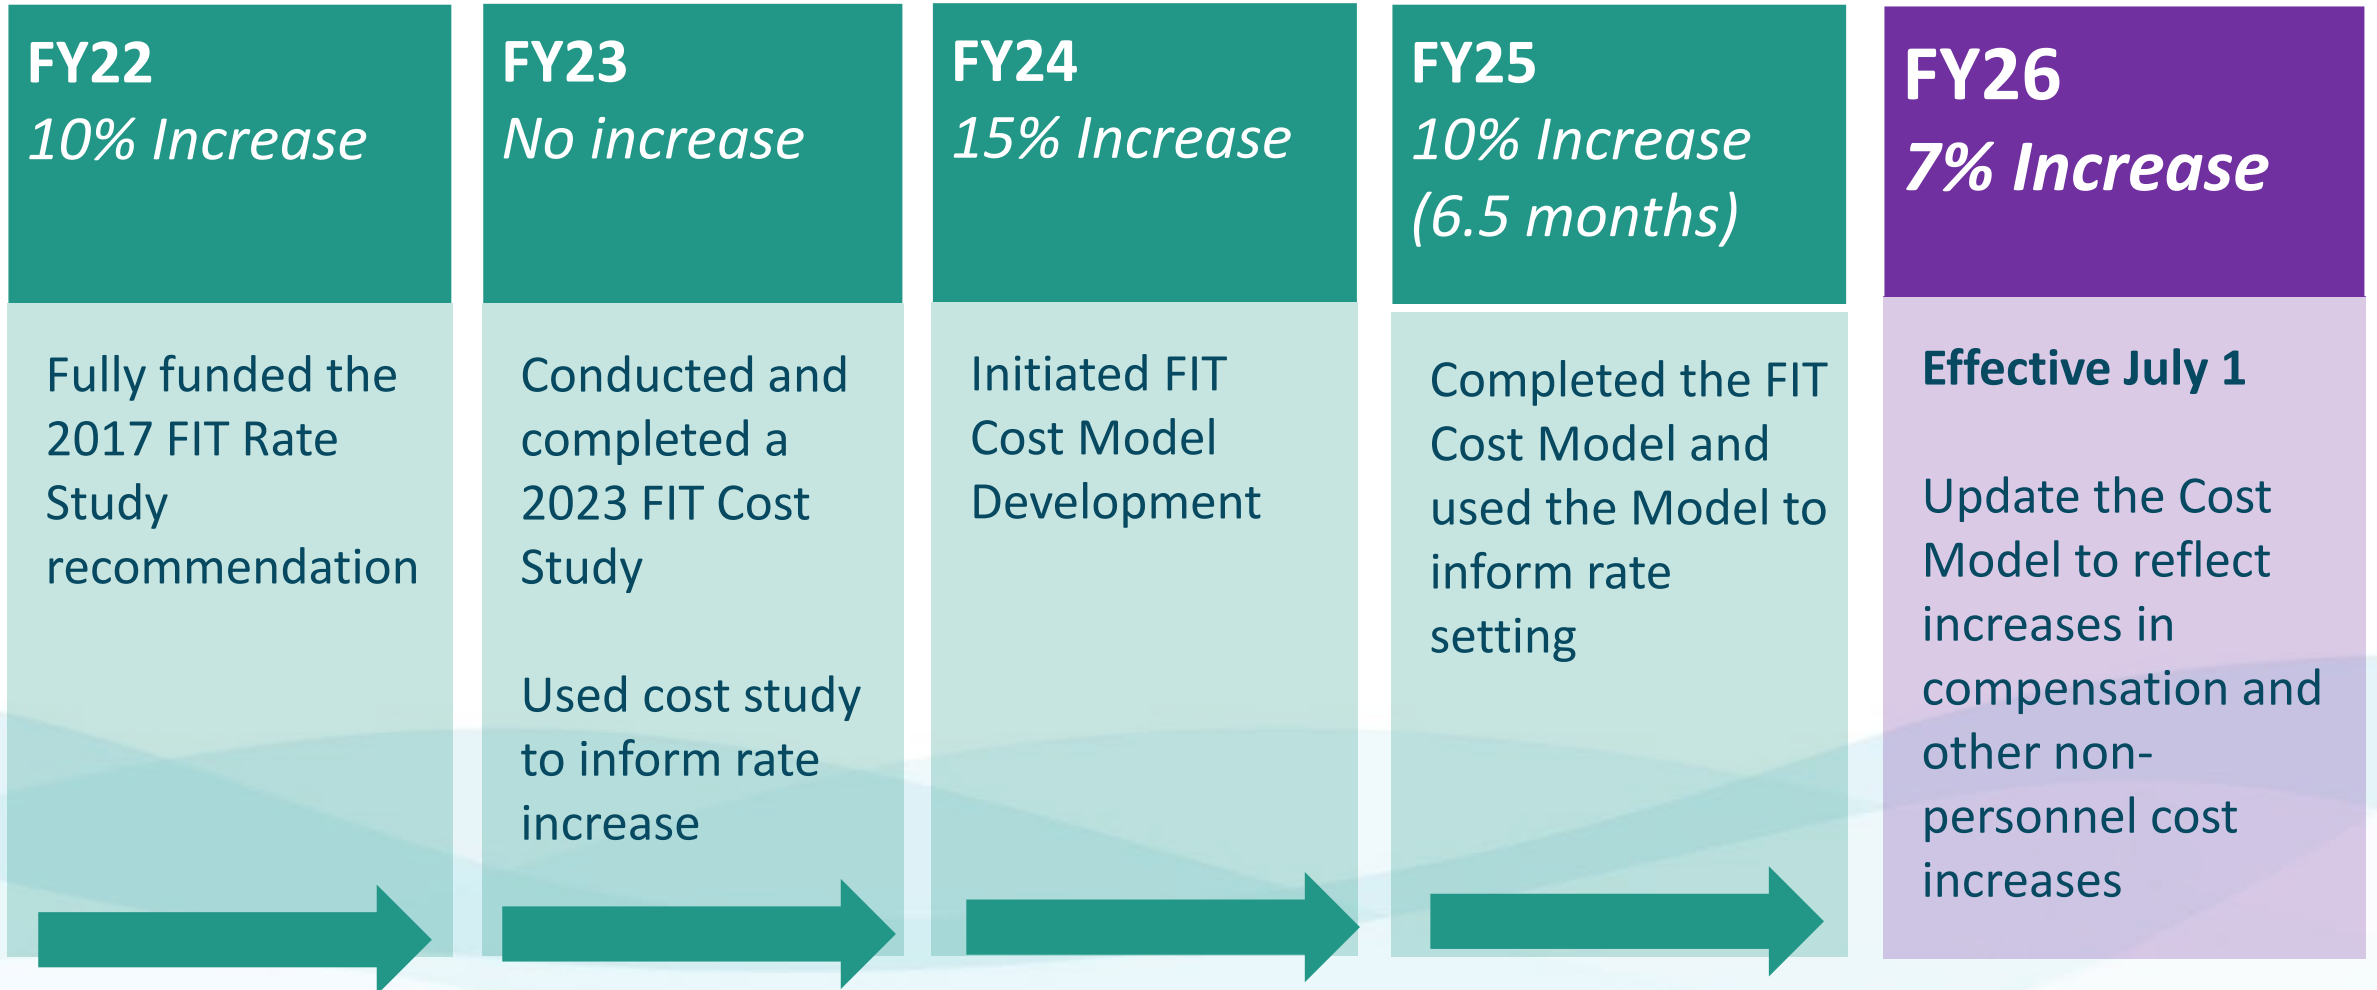 FY22
10% Increase
Fully funded the
2017 FIT Rate
Study
recommendation
FY23
No increase
Conducted and
completed a
2023 FIT Cost
Study
Used cost study
to inform rate
increase
FY24
15% Increase
Initiated FIT
Cost Model
Development
FY25
10% Increase
(6.5 months)
Completed the FIT
Cost Model and
used the Model to
inform rate
setting
FY26
7% Increase
Effective July 1
Update the Cost
Model to reflect
increases in
compensation and
other non-
personnel cost
increases